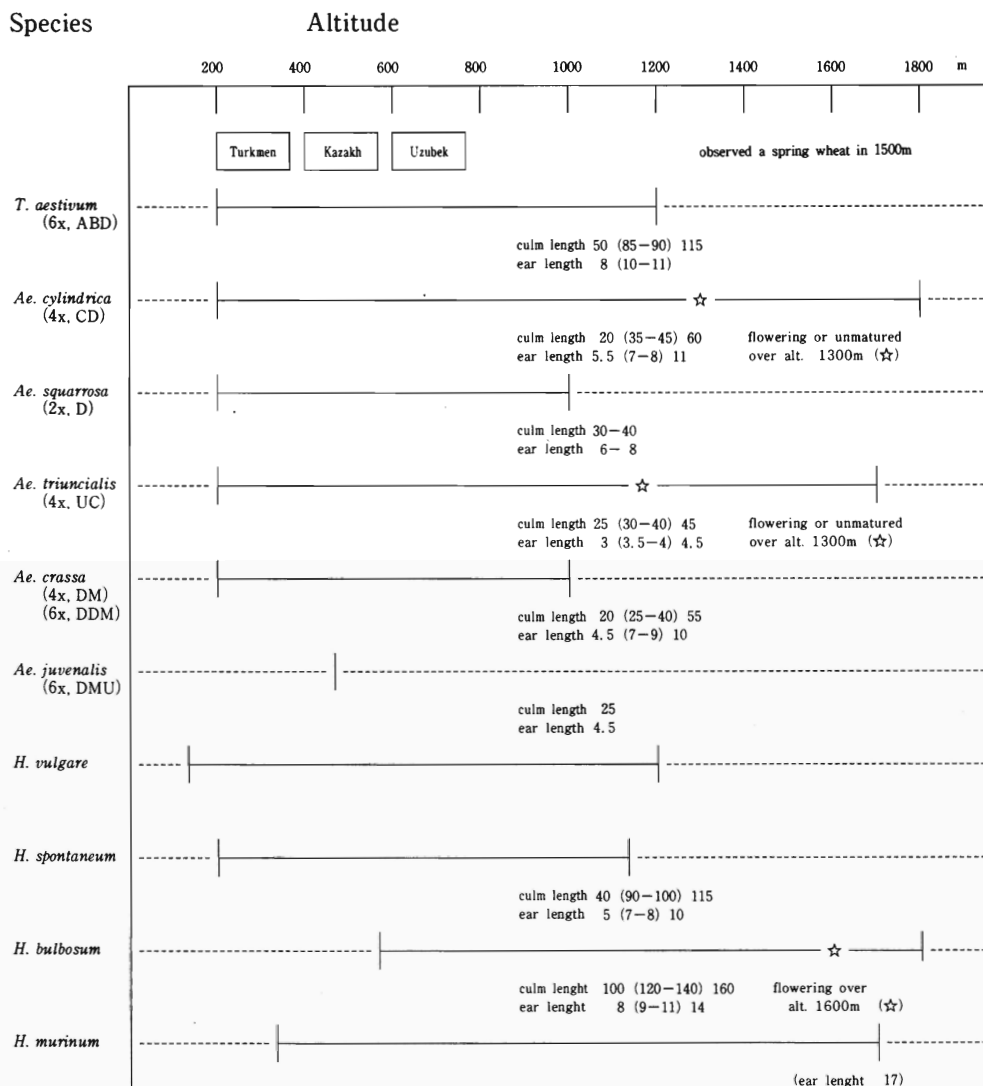 Species Altitude
200 400 600 800 1000 1200 1400 1600 1800 m
Turkmen Kazakh Uzubek observed a spring wheat in 1500m
T. aestivum
(6x, ABD)
culm length 50 (85-90) 115
ear length 8 (10-11)
Ae. cylindrica
(4x, CD)
culm length 20 (35-45) 60 flowering or unmatured
ear length 5.5 (7-8) 11 over alt. 1300m (☆)
Ae. squarrosa
(2x, D)
culm length 30-40
ear length 6- 8
Ae. triuncialis
(4x, UC)
culm length 25 (30-40) 45 flowering or unmatured
ear length 3 (3.5-4) 4.5 over alt. 1300m (☆)
Ae. crassa
(4x, DM)
(6x, DDM)
culm length 20 (25-40) 55
ear length 4.5 (7-9) 10
Ae. juvenalis
(6x, DMU)
culm length 25
ear length 4.5
H. vulgare
H. spontaneum
culm length 40 (90-100) 115
ear length 5 (7-8) 10
H. bulbosum
culm lenght 100 (120-140) 160 flowering over
ear lenght 8 (9-11) 14 alt. 1600m (☆)
H. murinum
(ear lenght 17)